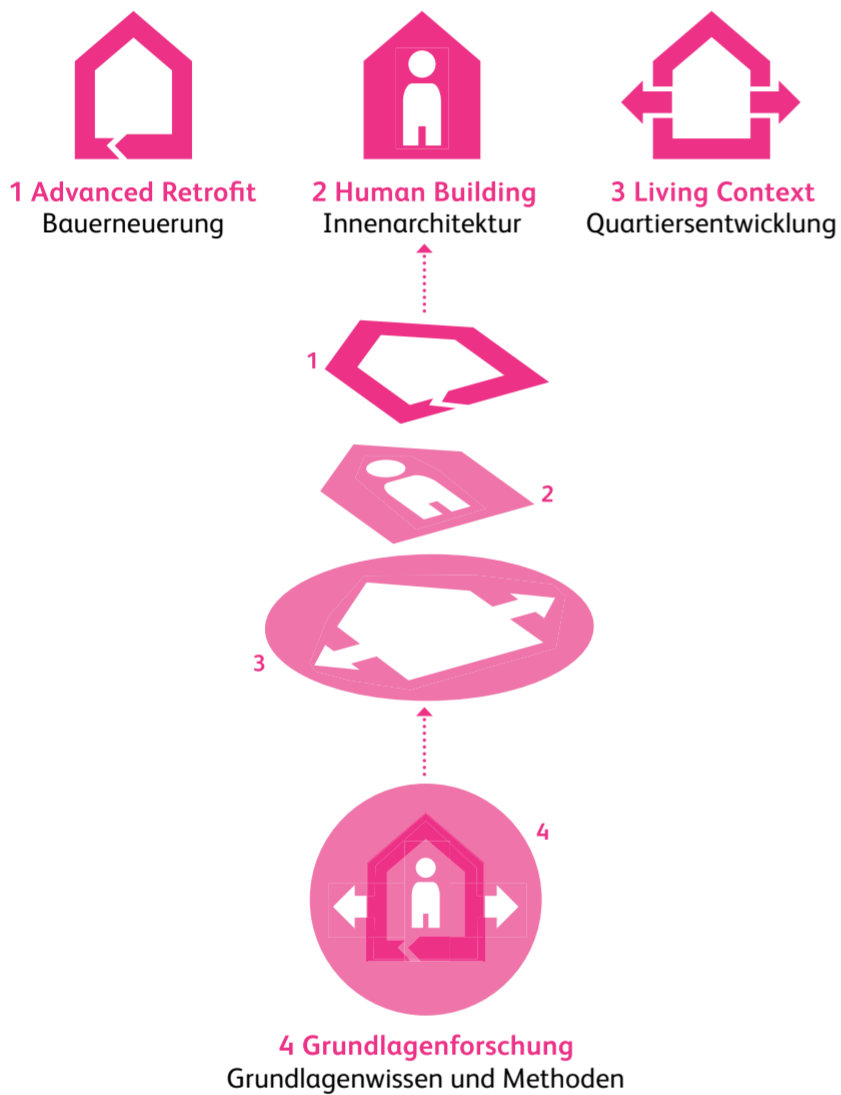 1 Advanced Retrofit
Bauerneuerung
2 Human Building
Innenarchitektur
3 Living Context
Quartiersentwicklung
1
2
3
4
4 Grundlagenforschung
Grundlagenwissen und Methoden